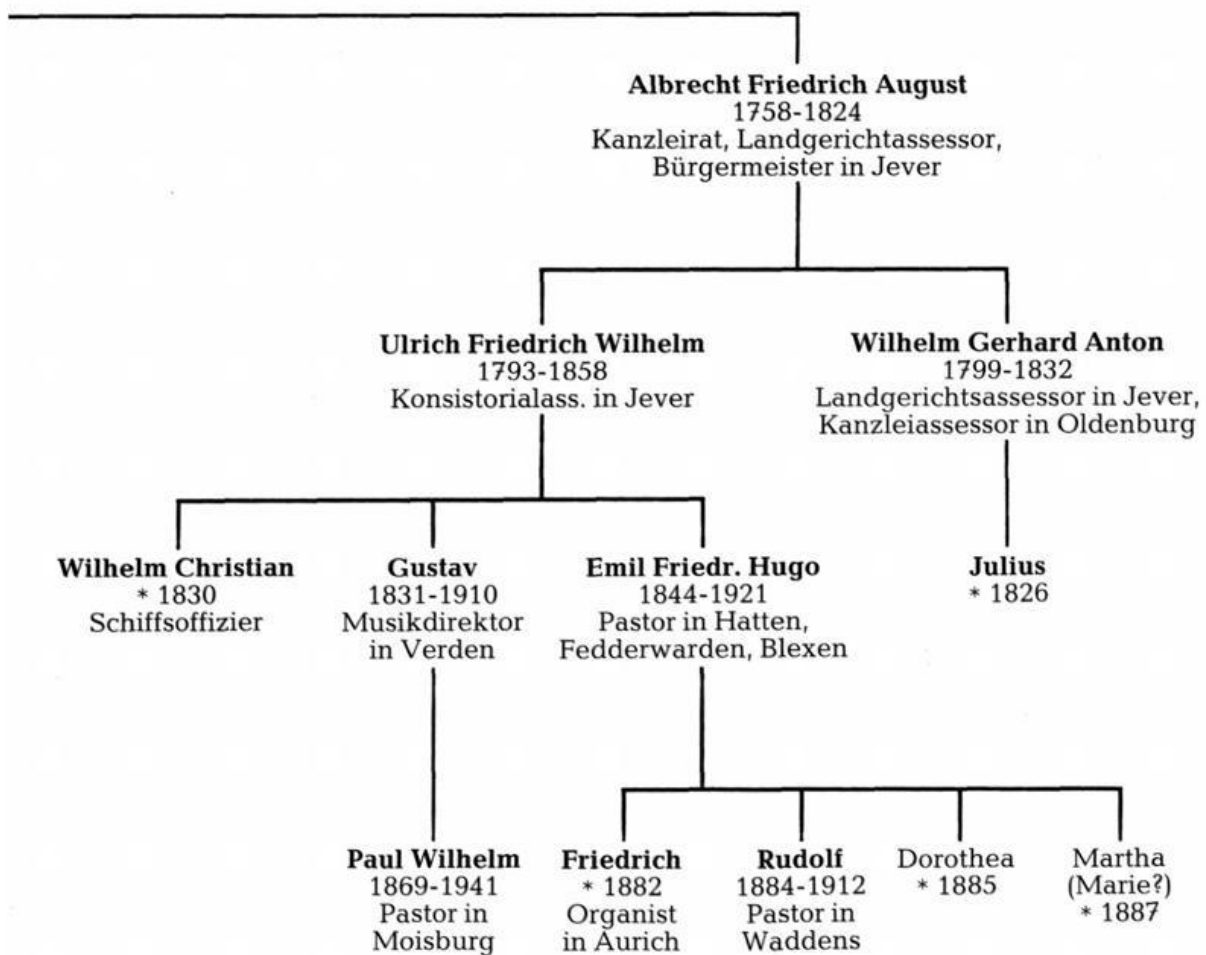 Albrecht Friedrich August
1758-1824
Kanzleirat, Landgerichtassessor,
Bürgermeister in Jever
Ulrich Friedrich Wilhelm
1793-1858
Konsistorialass. in Jever
Wilhelm Gerhard Anton
1799-1832
Landgerichtsassessor in Jever,
Kanzleiassessor in Oldenburg
Wilhelm Christian
* 1830
Schiffsoffizier
Gustav
1831-1910
Musikdirektor
in Verden
Emil Friedr. Hugo
1844-1921
Pastor in Hatten,
Fedderwarden, Blexen
Julius
* 1826
Paul Wilhelm
1869-1941
Pastor in
Moisburg
Friedrich
* 1882
Organist
in Aurich
Rudolf
1884-1912
Pastor in
Waddens
Dorothea
* 1885
Martha
(Marie?)
* 1887